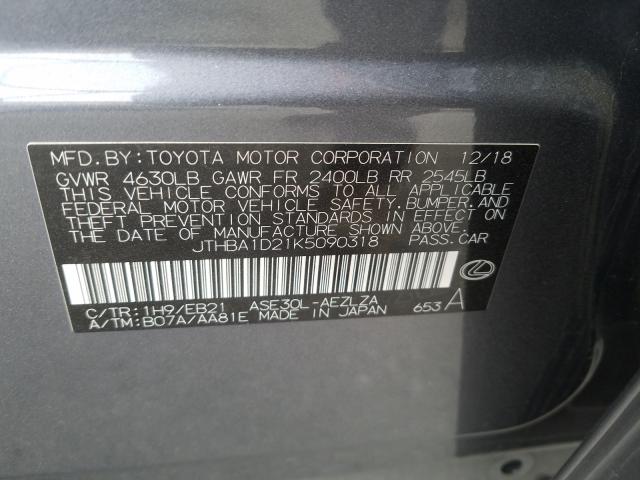 MFD.BY:TOYOTA MOTOR CORPORATION 12/18
GVWR 4630LB GAWR FR 2400LB RR 2545LB
THIS VEHICLE CONFORMS TO ALL APPLICABLE
FEDERAL MOTOR VEHICLE SAFETY,BUMPER,AND
THEFT PREVENTION STANDARDS IN EFFECT ON
THE DATE OF MANUFACTURE SHOWN ABOVE.
JTHBA1D21K5090318 PASS.CAR
C/TR:1H9/EB21 ASE30L-AEZLZA
A/TM:B07A/AA81E MADE IN JAPAN 653 A